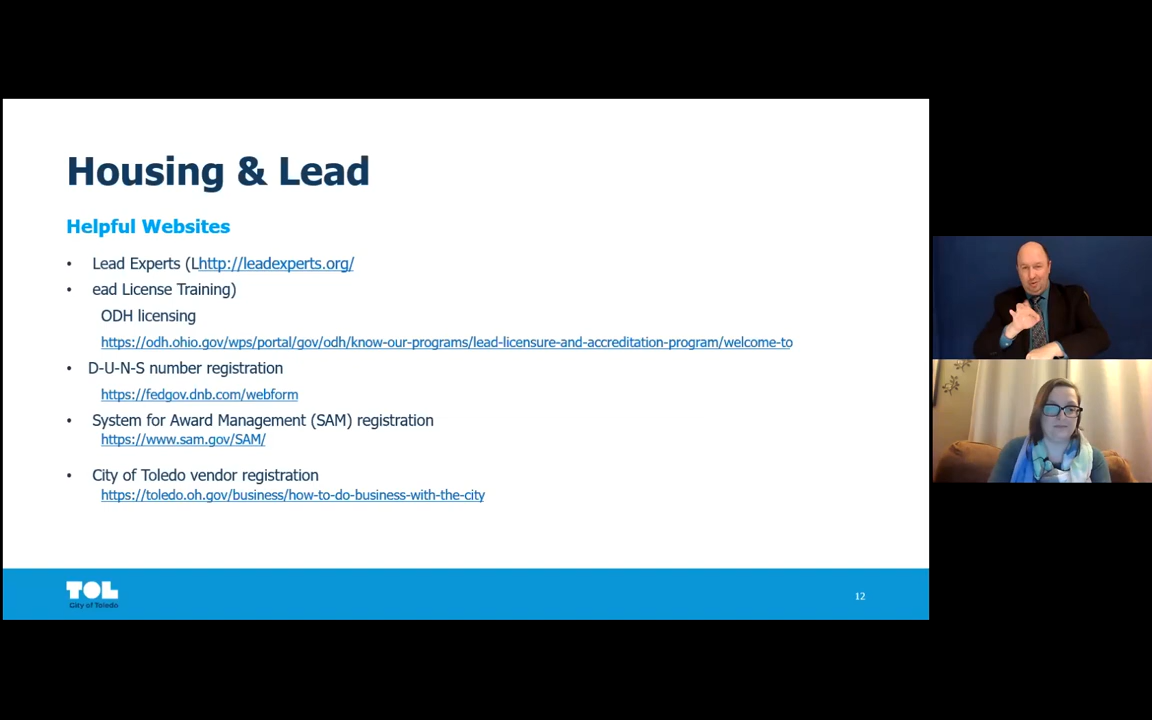 Housing & Lead
Helpful Websites
• Lead Experts (Lhttp://leadexperts.org/
• ead License Training)
ODH licensing
https://odh.ohio.gov/wps/portal/gov/odh/know-our-programs/lead-licensure-and-accreditation-program/welcome-to
• D-U-N-S number registration
https://fedgov.dnb.com/webform
• System for Award Management (SAM) registration
https://www.sam.gov/SAM/
• City of Toledo vendor registration
https://toledo.oh.gov/business/how-to-do-business-with-the-city
TOL
City of Toledo
12